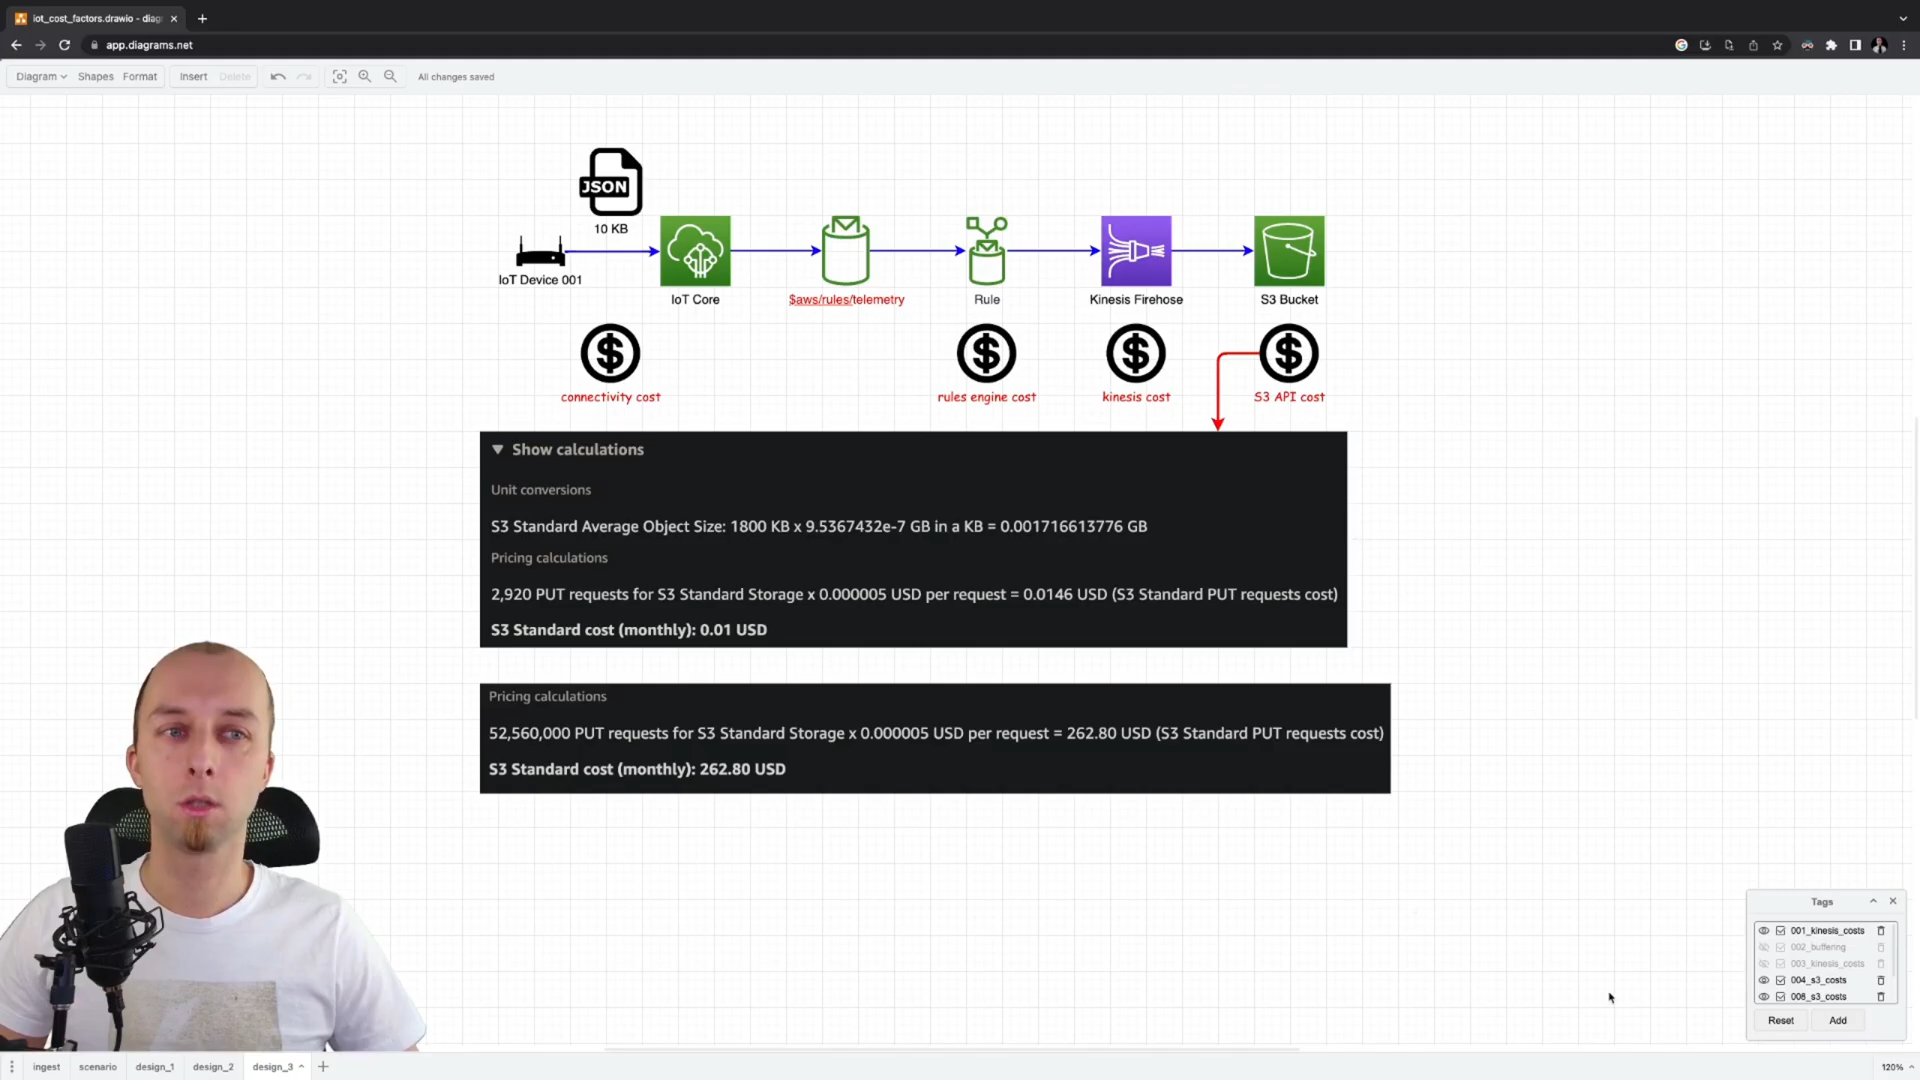 iot_cost_factors.drawio - diag
app.diagrams.net
Diagram
Shapes
Format
Insert
Delete
All changes saved
JSON
10 KB
IoT Device 001
IoT Core
$aws/rules/telemetry
Rule
Kinesis Firehose
S3 Bucket
connectivity cost
rules engine cost
kinesis cost
S3 API cost
Show calculations
Unit conversions
S3 Standard Average Object Size: 1800 KB x 9.5367432e-7 GB in a KB = 0.001716613776 GB
Pricing calculations
2,920 PUT requests for S3 Standard Storage x 0.000005 USD per request = 0.0146 USD (S3 Standard PUT requests cost)
S3 Standard cost (monthly): 0.01 USD
Pricing calculations
52,560,000 PUT requests for S3 Standard Storage x 0.000005 USD per request = 262.80 USD (S3 Standard PUT requests cost)
S3 Standard cost (monthly): 262.80 USD
Tags
001_kinesis_costs
002_buffering
003_kinesis_costs
004_s3_costs
006_s3_costs
Reset
Add
ingest
scenario
design_1
design_2
design_3
120%